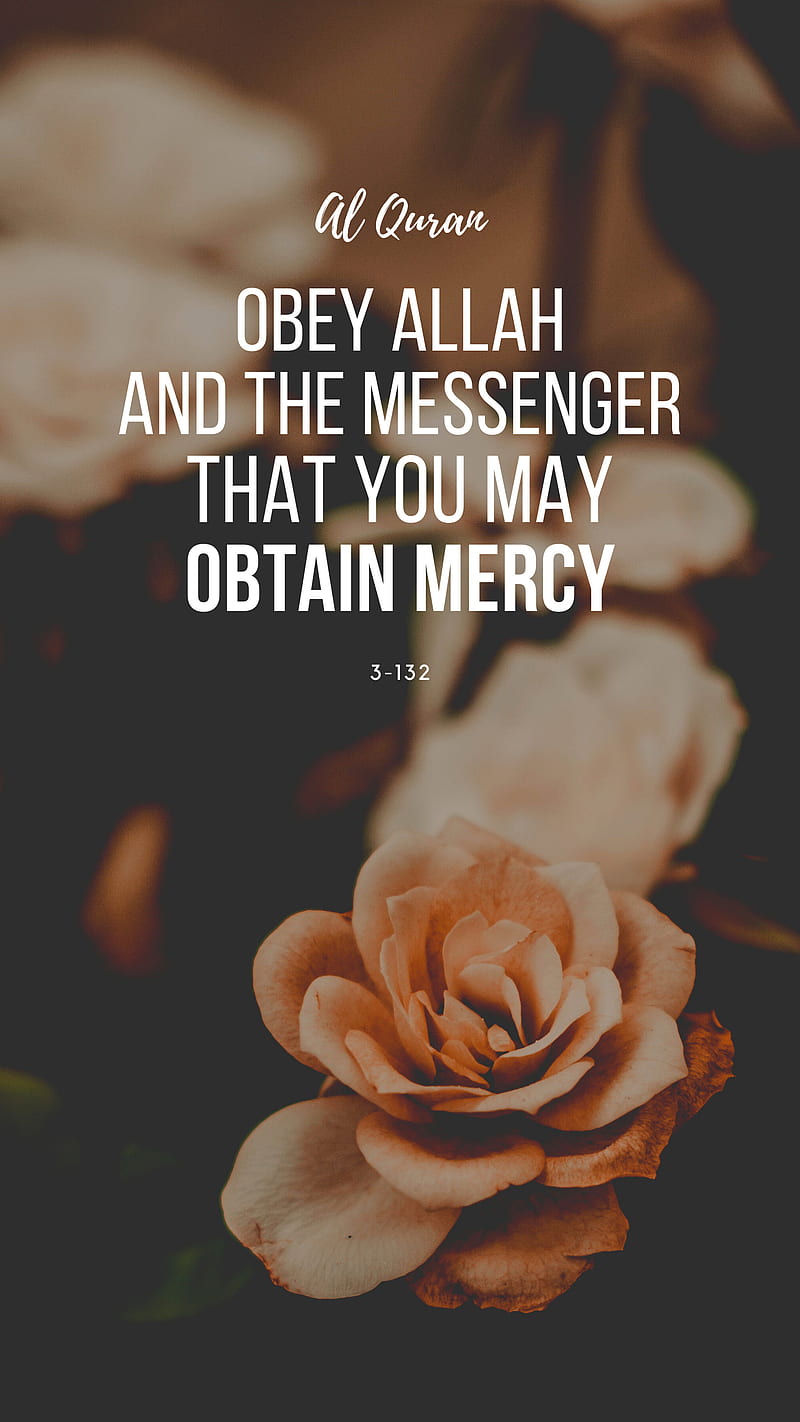 Al Quran
OBEY ALLAH
AND THE MESSENGER
THAT YOU MAY
OBTAIN MERCY
3-132